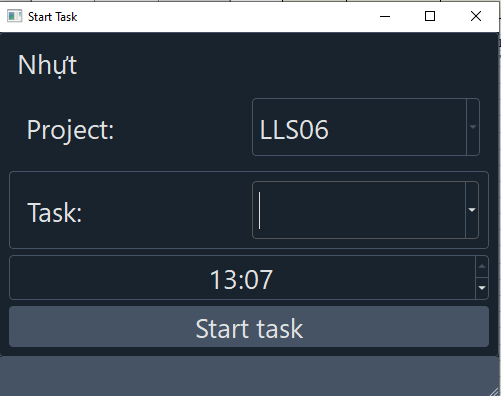 Start Task
Nhựt
Project:
LLS06
Task:
13:07
Start task